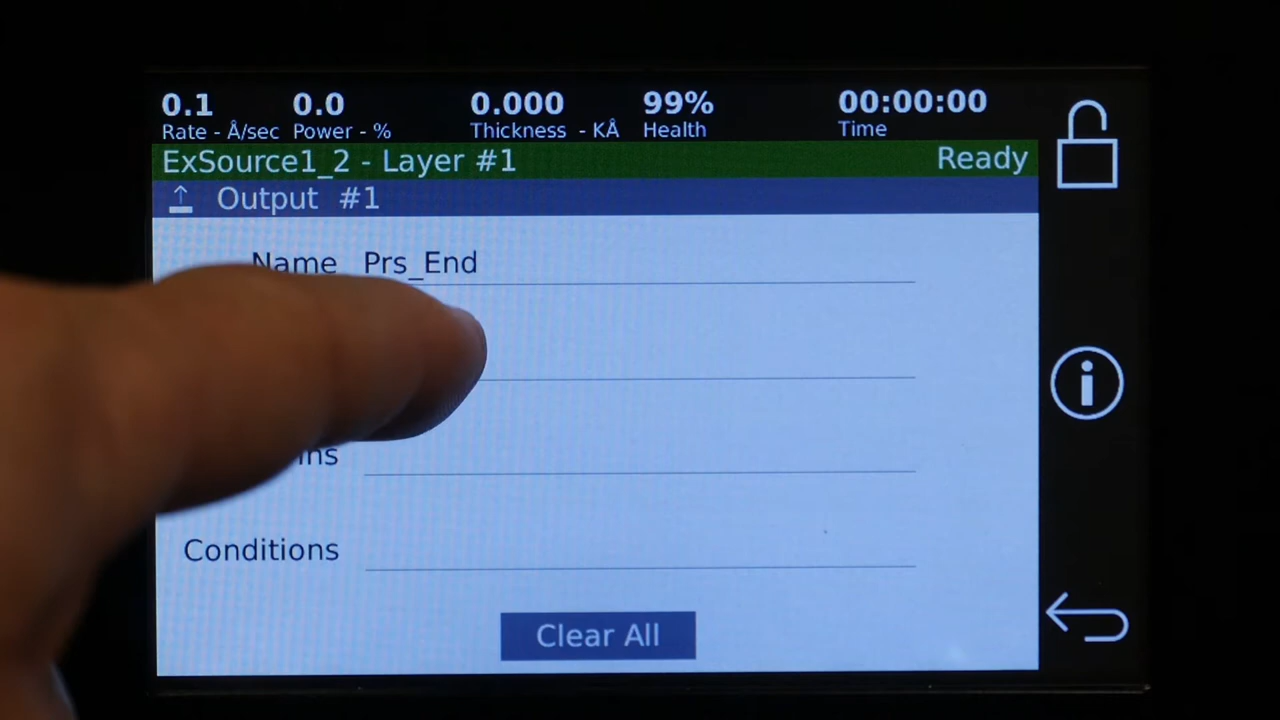 0.1 0.0 0.000 99% 00:00:00
Rate - Å/sec Power - % Thickness - KÅ Health Time
ExSource1_2 - Layer #1 Ready
Output #1
Name Prs_End
Conditions
Clear All